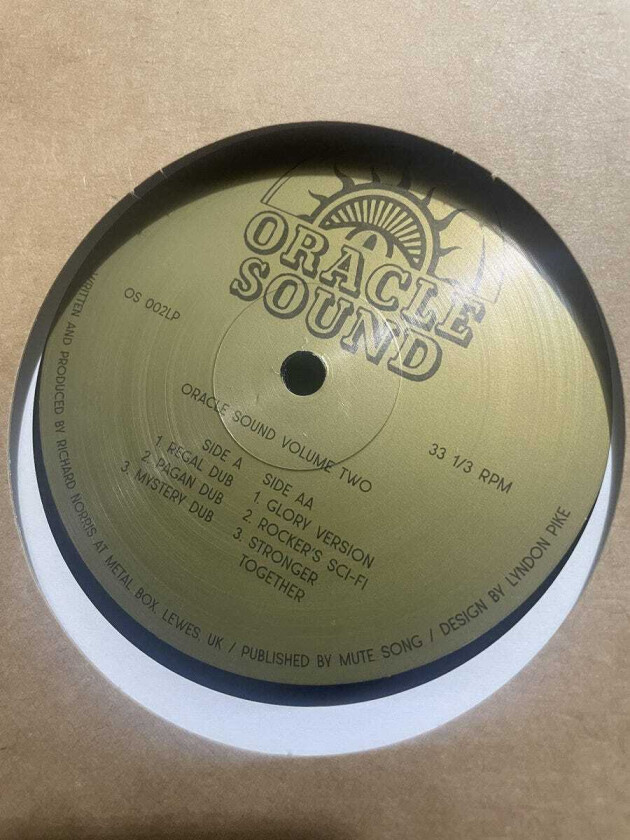 ORACLE
SOUND
OS 002LP
33 1/3 RPM
ORACLE SOUND VOLUME TWO
SIDE A
1. REGAL DUB
2. PAGAN DUB
3. MYSTERY DUB
SIDE AA
1. GLORY VERSION
2. ROCKER'S SCI-FI
3. STRONGER
TOGETHER
WRITTEN AND PRODUCED BY RICHARD NORRIS AT METAL BOX, LEWES, UK / PUBLISHED BY MUTE SONG / DESIGN BY LYNDON PIKE